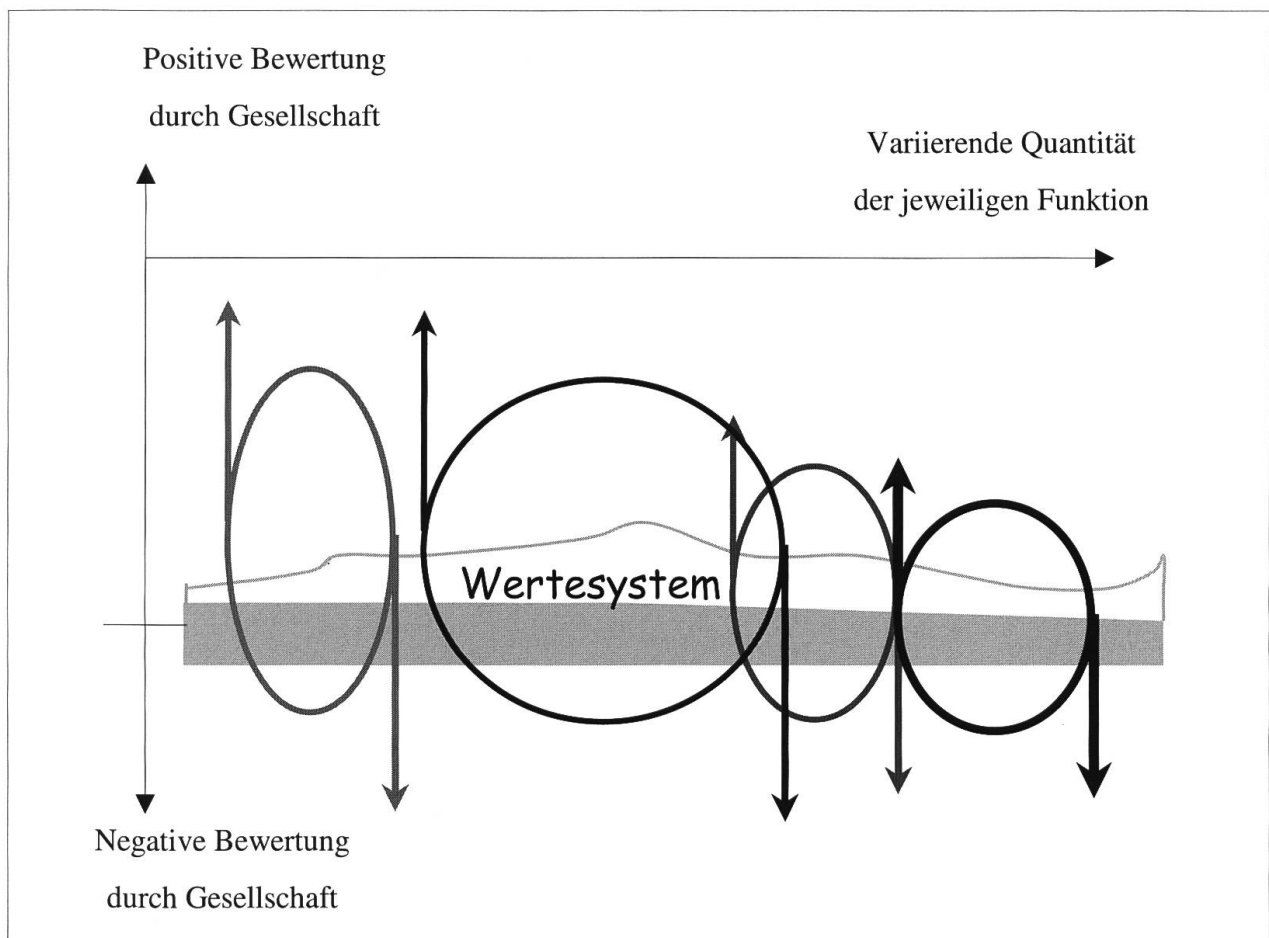 Positive Bewertung
durch Gesellschaft
Variierende Quantität
der jeweiligen Funktion
Wertesystem
Negative Bewertung
durch Gesellschaft